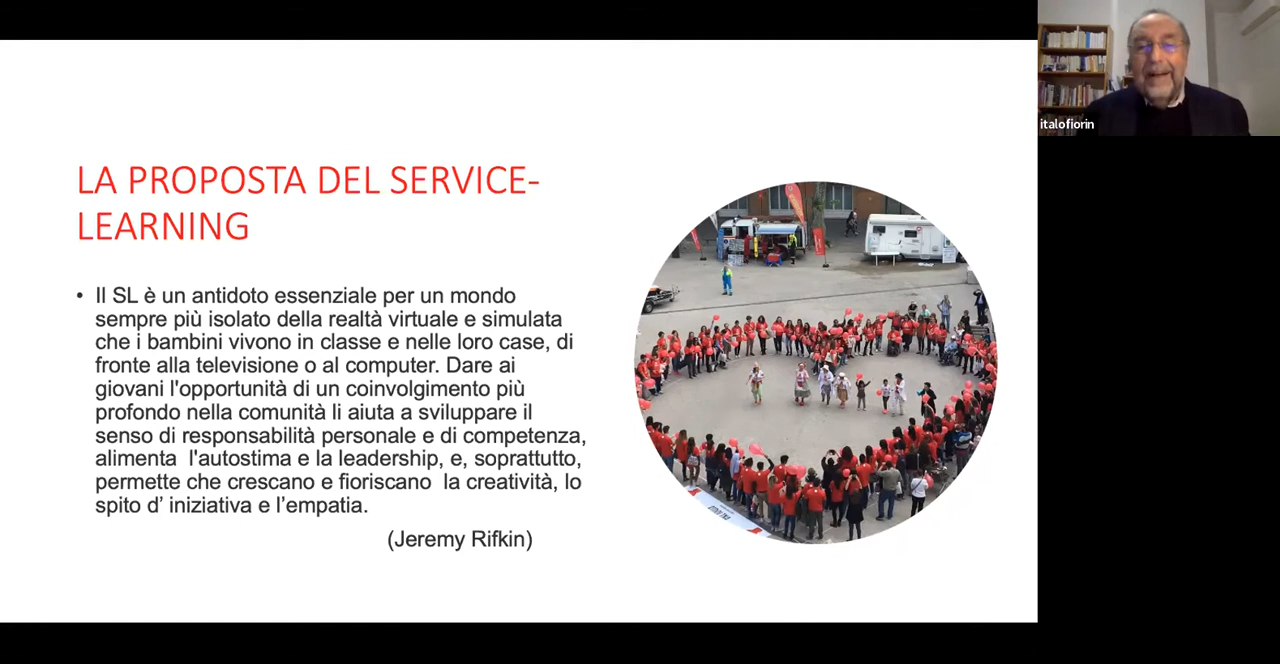 LA PROPOSTA DEL SERVICE-
LEARNING
• Il SL è un antidoto essenziale per un mondo
sempre più isolato della realtà virtuale e simulata
che i bambini vivono in classe e nelle loro case, di
fronte alla televisione o al computer. Dare ai
giovani l'opportunità di un coinvolgimento più
profondo nella comunità li aiuta a sviluppare il
senso di responsabilità personale e di competenza,
alimenta  l'autostima e la leadership, e, soprattutto,
permette che crescano e fioriscano  la creatività, lo
spito d' iniziativa e l'empatia.
(Jeremy Rifkin)
italofiorin